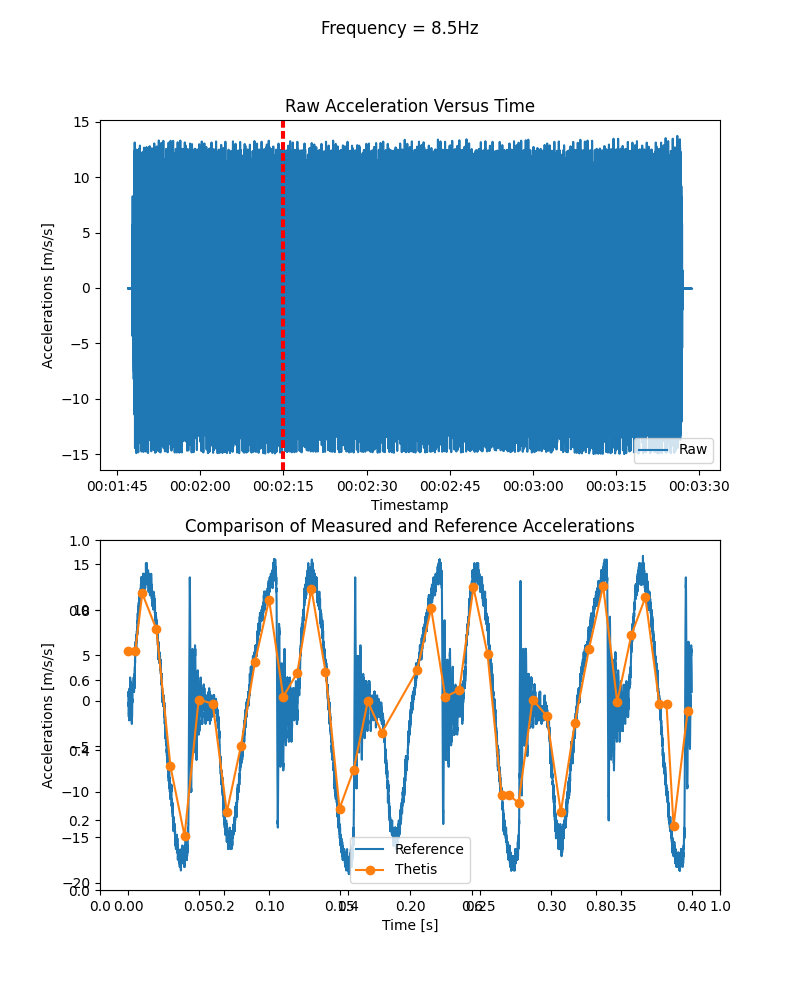 Frequency = 8.5Hz
Raw Acceleration Versus Time
15
10
5
0
−5
−10
−15
Accelerations [m/s/s]
Raw
00:01:45 00:02:00 00:02:15 00:02:30 00:02:45 00:03:00 00:03:15 00:03:30
Timestamp
Comparison of Measured and Reference Accelerations
1.0
15
0.8
10
5
0.6
0
−5
0.4
−10
0.2
−15
−20
0.0
Accelerations [m/s/s]
Reference
Thetis
0.0 0.00 0.05 0.2 0.10 0.15 0.4 0.20 0.6 0.25 0.30 0.8 0.35 0.40 1.0
Time [s]